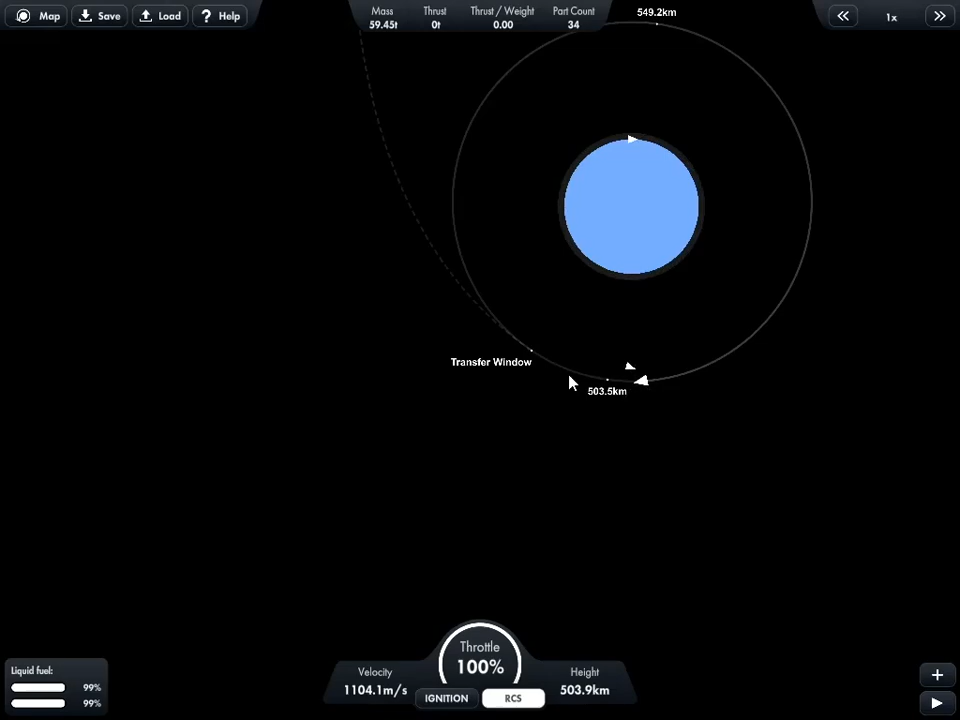 Map
Save
Load
Help
Mass
59.45t
Thrust
0t
Thrust / Weight
0.00
Part Count
34
1x
549.2km
Transfer Window
503.5km
Liquid fuel:
99%
99%
Velocity
1104.1m/s
Throttle
100%
Height
503.9km
IGNITION
RCS